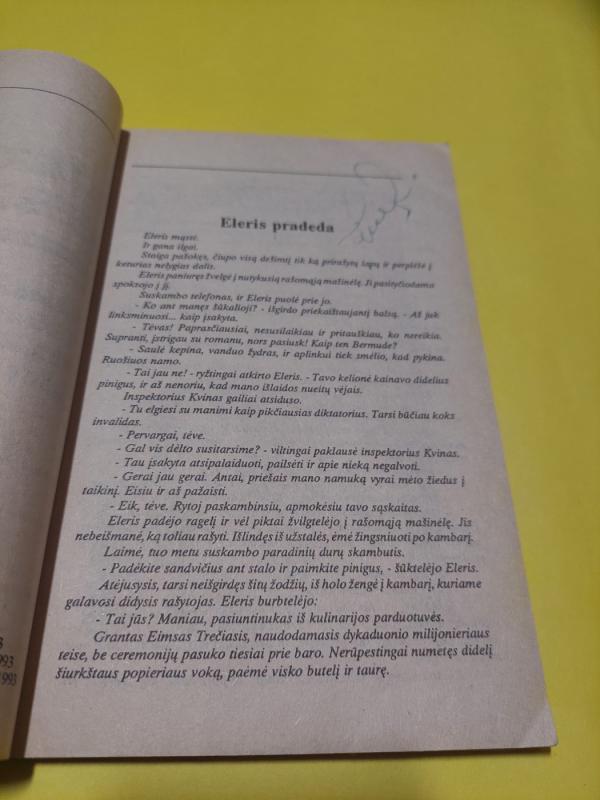 Eleris pradeda
Eleris mąstė.
Ir gana ilgai.
Staiga pašokęs, čiupo visą dešimtį tik ką prirašytų lapų ir perplėšė į
keturias nelygias dalis.
Eleris paniuręs žvelgė į nutykusią rašomąją mašinėlę. Ji pasityčiodama
spoksojo į jį.
Suskambo telefonas, ir Eleris puolė prie jo.
- Ko ant manęs šūkalioji? - išgirdo priekaištaujantį balsą. - Aš juk
linksminuosi... kaip įsakyta.
- Tėvas! Paprasčiausiai, nesusilaikiau ir pritauškiau, ko nereikia.
Supranti, įstrigau su romanu, nors pasiusk! Kaip ten Bermude?
- Saulė kepina, vanduo žydras, ir aplinkui tiek smėlio, kad pykina.
Ruošiuos namo.
- Tai jau ne! - ryžtingai atkirto Eleris. - Tavo kelionė kainavo didelius
pinigus, ir aš nenoriu, kad mano išlaidos nueitų vėjais.
Inspektorius Kvinas gailiai atsiduso.
- Tu elgiesi su manimi kaip pikčiausias diktatorius. Tarsi būčiau koks
invalidas.
- Pervargai, tėve.
- Gal vis dėlto susitarsime? - viltingai paklausė inspektorius Kvinas.
- Tau įsakyta atsipalaiduoti, pailsėti ir apie nieką negalvoti.
- Gerai jau gerai. Antai, priešais mano namuką vyrai mėto žiedus į
taikinį. Eisiu ir aš pažaisti.
- Eik, tėve. Rytoj paskambinsiu, apmokėsiu tavo sąskaitas.
Eleris padėjo ragelį ir vėl piktai žvilgtelėjo į rašomąją mašinėlę. Jis
nebeišmanė, ką toliau rašyti. Išlindęs iš užstalės, ėmė žingsniuoti po kambarį.
Laimė, tuo metu suskambo paradinių durų skambutis.
- Padėkite sandvičius ant stalo ir paimkite pinigus, - šūktelėjo Eleris.
Atėjusysis, tarsi neišgirdęs šitų žodžių, iš holo žengė į kambarį, kuriame
galavosi didysis rašytojas. Eleris burbtelėjo:
- Tai jūs? Maniau, pasiuntinukas iš kulinarijos parduotuvės.
Grantas Eimsas Trečiasis, naudodamasis dykaduonio milijonieriaus
teise, be ceremonijų pasuko tiesiai prie baro. Nerūpestingai numetęs didelį
šiurkštaus popieriaus voką, paėmė visko butelį ir taurę.
3
993
1993